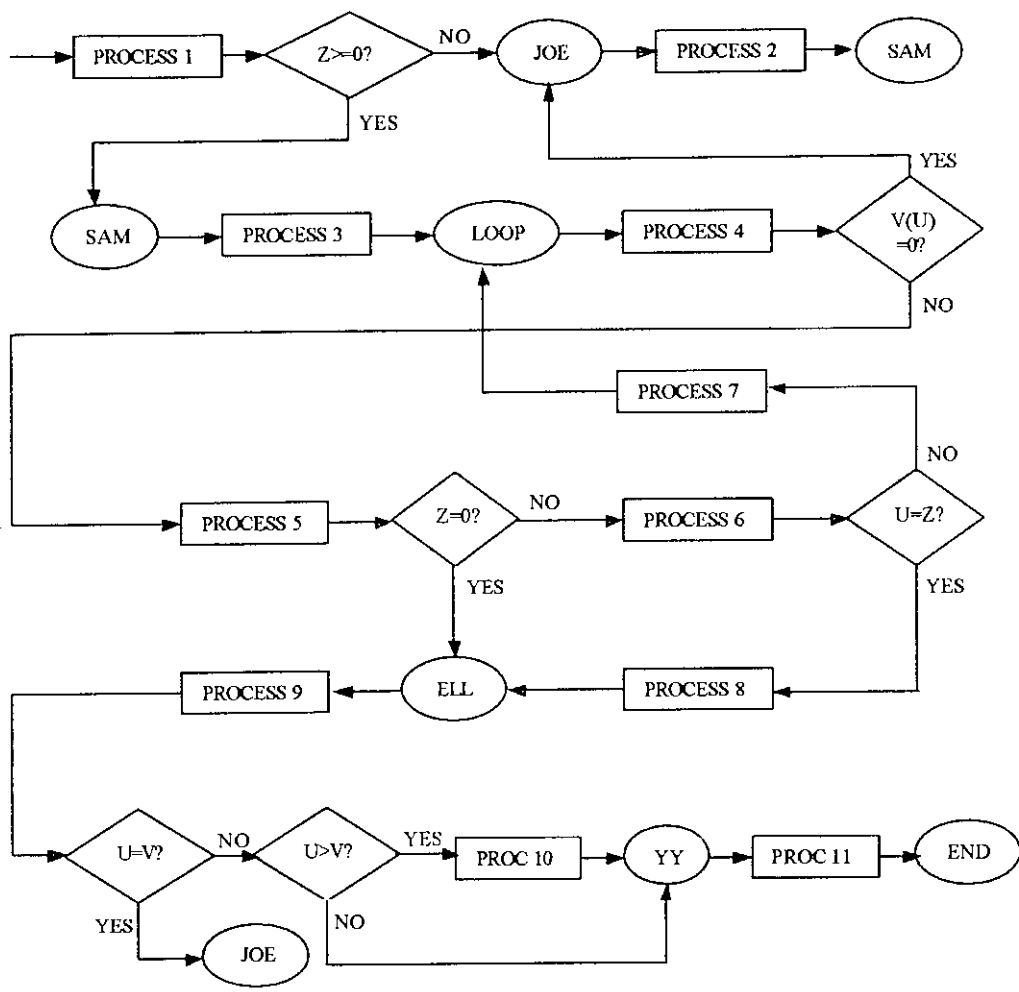 PROCESS 1
Z>=0?
NO
JOE
PROCESS 2
SAM
YES
YES
SAM
PROCESS 3
LOOP
PROCESS 4
V(U)
=0?
NO
PROCESS 7
NO
PROCESS 5
Z=0?
NO
PROCESS 6
U=Z?
YES
YES
PROCESS 9
ELL
PROCESS 8
U=V?
NO
U>V?
YES
PROC 10
YY
PROC 11
END
YES
NO
JOE